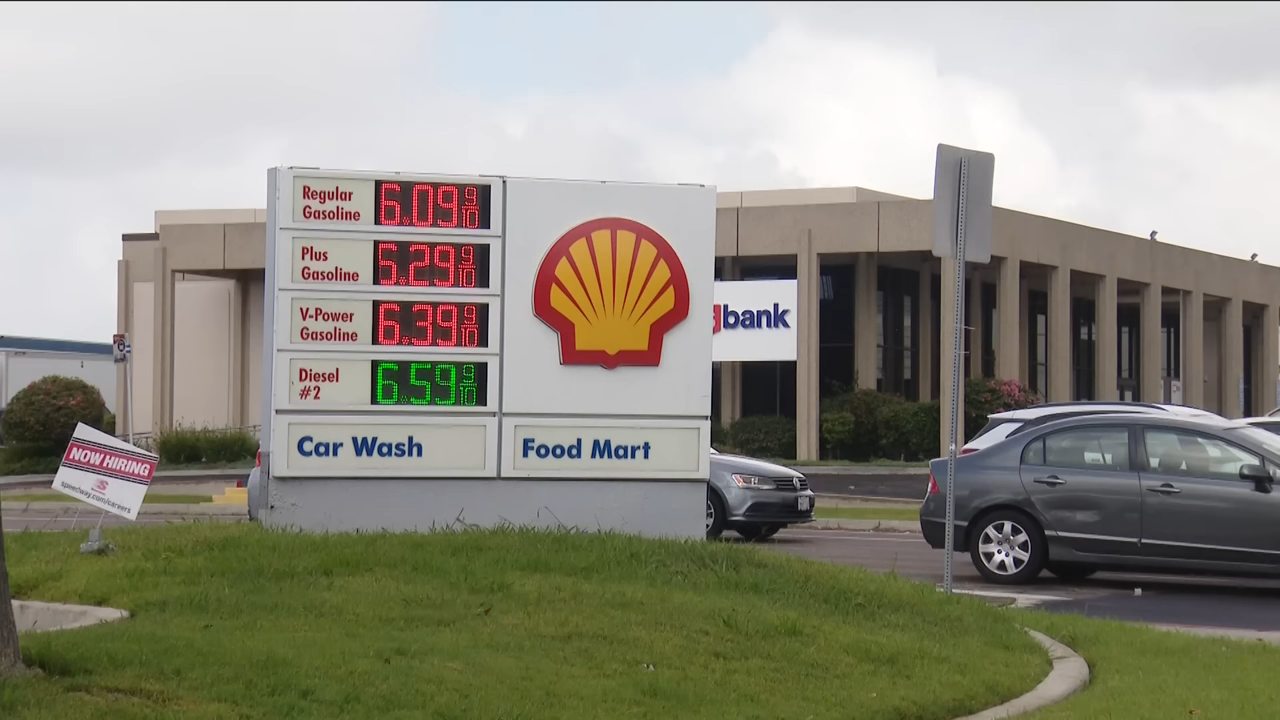 Regular
Gasoline
6.09 9/10
Plus
Gasoline
6.29 9/10
V-Power
Gasoline
6.39 9/10
Diesel
#2
6.59 9/10
Car Wash
Food Mart
bank
NOW HIRING
speedway.com/careers